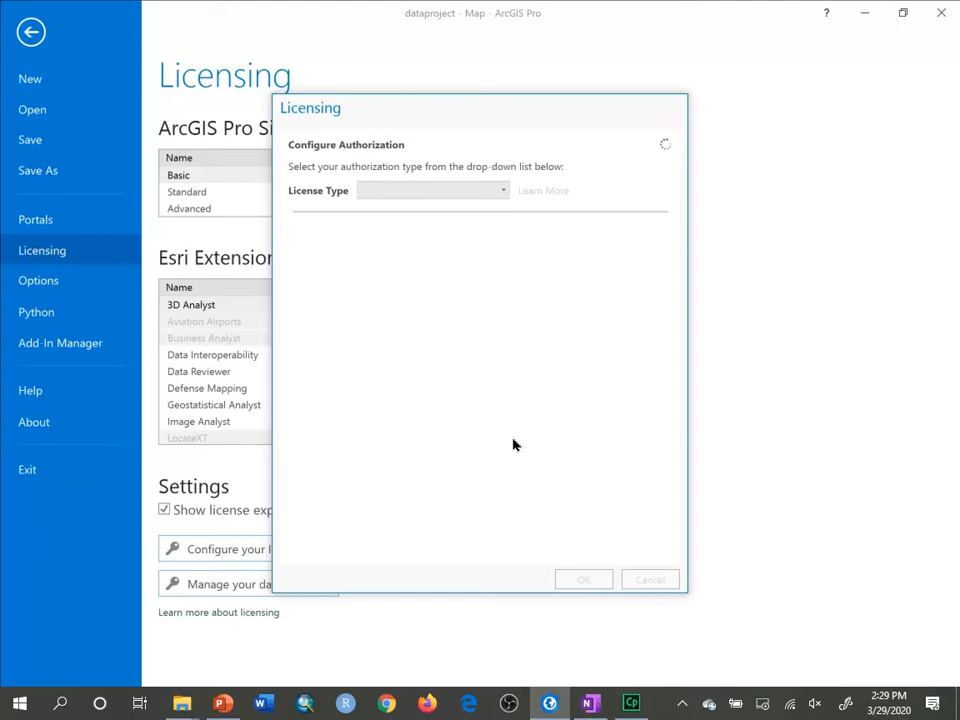 dataproject - Map - ArcGIS Pro
?
New
Open
Save
Save As
Portals
Licensing
Options
Python
Add-In Manager
Help
About
Exit
Licensing
ArcGIS Pro Si
Name
Basic
Standard
Advanced
Esri Extension
Name
3D Analyst
Aviation Airports
Business Analyst
Data Interoperability
Data Reviewer
Defense Mapping
Geostatistical Analyst
Image Analyst
LocateXT
Settings
Show license exp
Configure your l
Manage your da
Learn more about licensing
Licensing
Configure Authorization
Select your authorization type from the drop-down list below:
License Type
Learn More
OK
Cancel
2:29 PM
3/29/2020